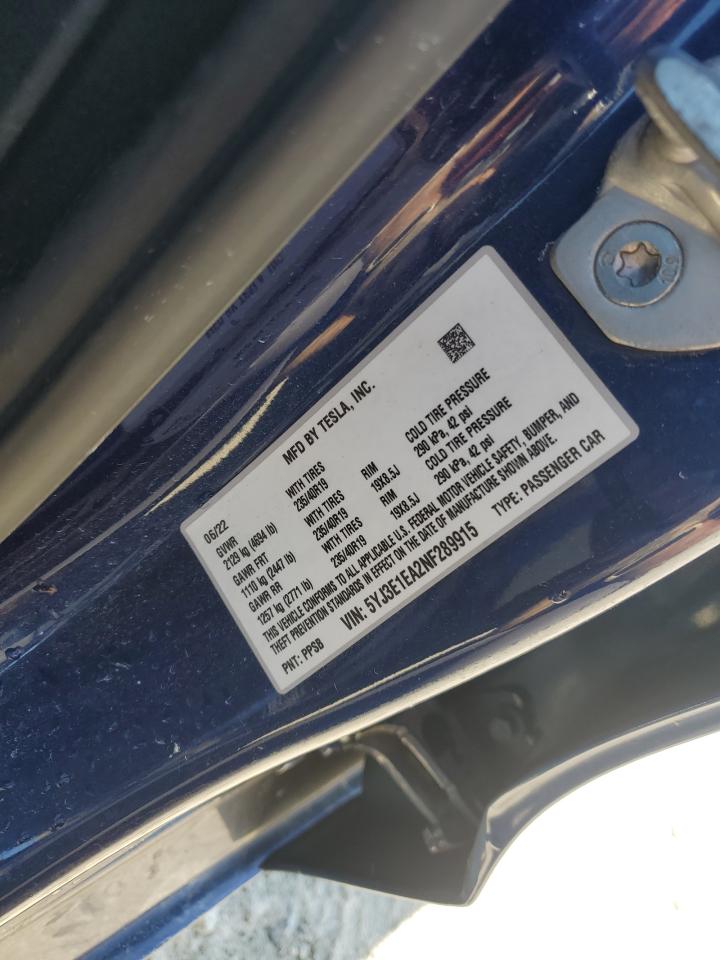 MFD BY TESLA, INC.
06/22
GVWR WITH TIRES RIM COLD TIRE PRESSURE
2129 kg (4694 lb) 235/40R19 19X8.5J 290 kPa, 42 psi
GAWR FRT WITH TIRES RIM COLD TIRE PRESSURE
1110 kg (2447 lb) 235/40R19 19X8.5J 290 kPa, 42 psi
GAWR RR WITH TIRES
1257 kg (2771 lb) 235/40R19
THIS VEHICLE CONFORMS TO ALL APPLICABLE U.S. FEDERAL MOTOR VEHICLE SAFETY, BUMPER, AND
THEFT PREVENTION STANDARDS IN EFFECT ON THE DATE OF MANUFACTURE SHOWN ABOVE.
VIN: 5YJ3E1EA2NF289915 TYPE: PASSENGER CAR
PNT: PPSB
10.9